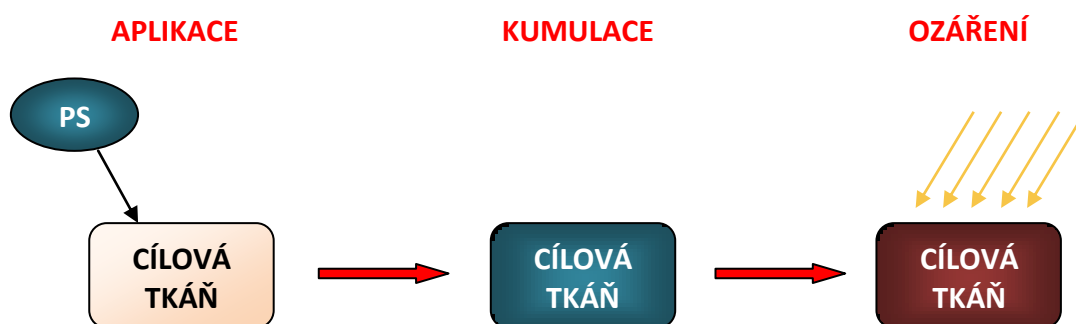 APLIKACE
KUMULACE
OZÁŘENÍ
PS
CÍLOVÁ
TKÁŇ
CÍLOVÁ
TKÁŇ
CÍLOVÁ
TKÁŇ